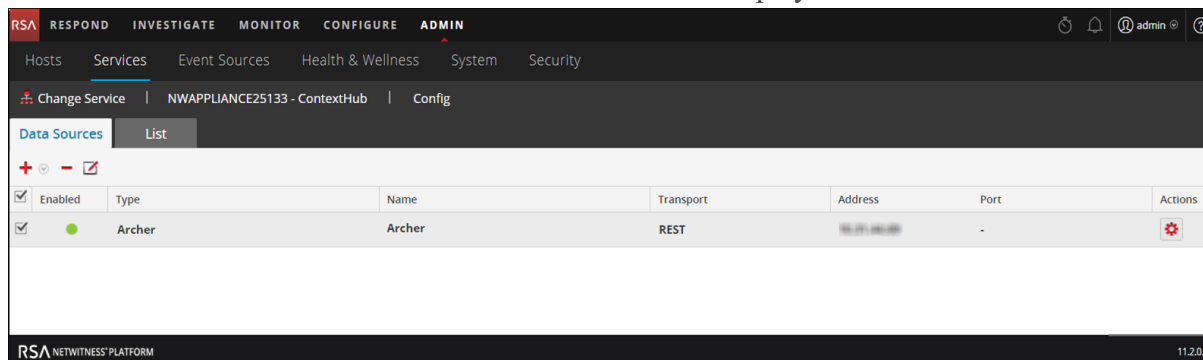 RSA RESPOND INVESTIGATE MONITOR CONFIGURE ADMIN admin
Hosts Services Event Sources Health & Wellness System Security
Change Service | NWAPPLIANCE25133 - ContextHub | Config
Data Sources List
Enabled Type Name Transport Address Port Actions
Archer Archer REST -
RSA NETWITNESS® PLATFORM 11.2.0